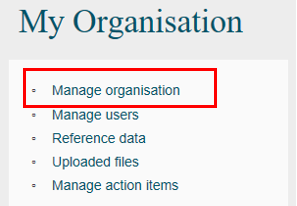 My Organisation
Manage organisation
Manage users
Reference data
Uploaded files
Manage action items